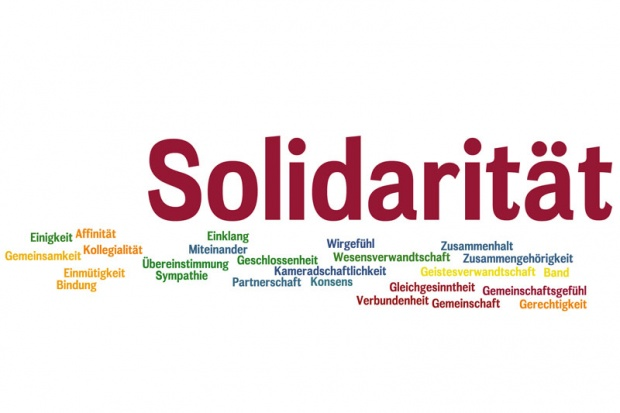 Solidarität
Einigkeit
Affinität
Gemeinsamkeit
Kollegialität
Einmütigkeit
Bindung
Einklang
Miteinander
Übereinstimmung
Geschlossenheit
Sympathie
Wirgefühl
Wesensverwandtschaft
Kameradschaftlichkeit
Partnerschaft
Konsens
Zusammenhalt
Zusammengehörigkeit
Geistesverwandtschaft
Band
Gleichgesinntheit
Gemeinschaftsgefühl
Verbundenheit
Gemeinschaft
Gerechtigkeit